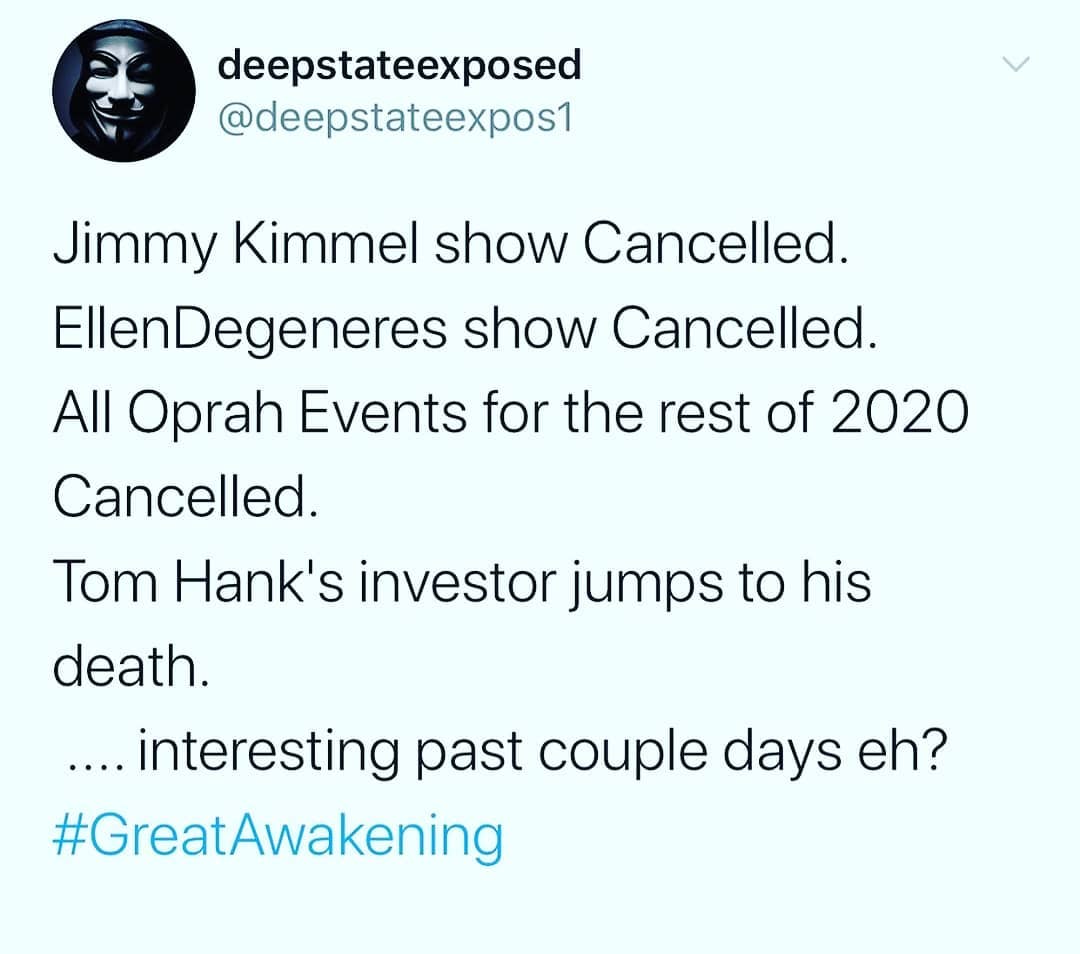 deepstateexposed
@deepstateexpos1
Jimmy Kimmel show Cancelled.
EllenDegeneres show Cancelled.
All Oprah Events for the rest of 2020
Cancelled.
Tom Hank's investor jumps to his
death.
.... interesting past couple days eh?
#GreatAwakening